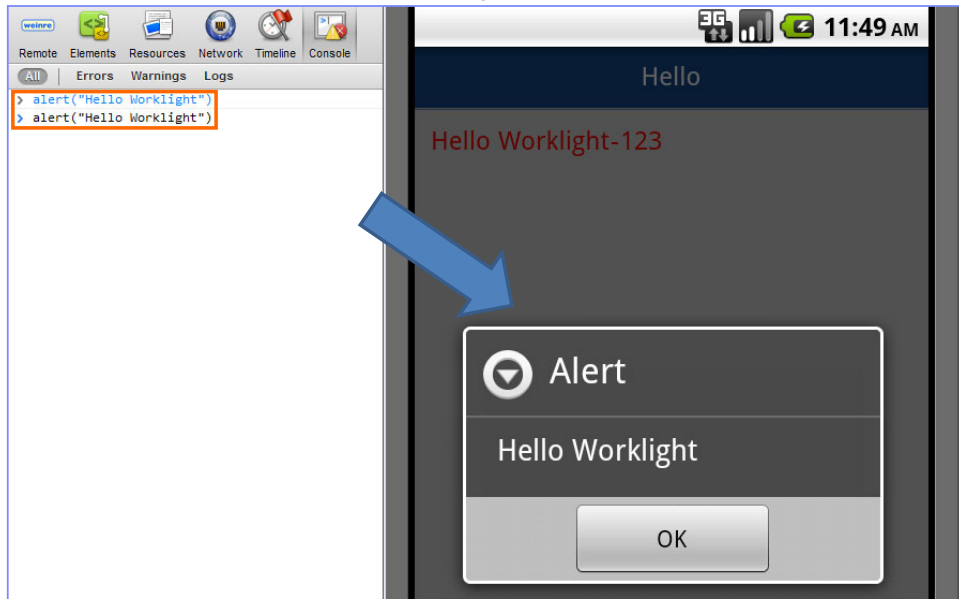 weinre
Remote Elements Resources Network Timeline Console
All Errors Warnings Logs
> alert("Hello Worklight")
> alert("Hello Worklight")
3G 11:49 AM
Hello
Hello Worklight-123
Alert
Hello Worklight
OK